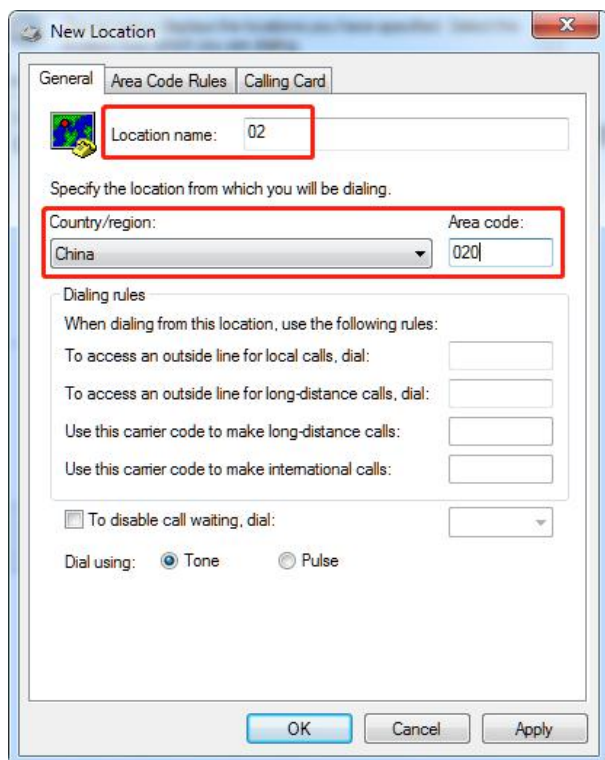 New Location
General Area Code Rules Calling Card
Location name: 02
Specify the location from which you will be dialing.
Country/region: Area code:
China 020
Dialing rules
When dialing from this location, use the following rules:
To access an outside line for local calls, dial:
To access an outside line for long-distance calls, dial:
Use this carrier code to make long-distance calls:
Use this carrier code to make international calls:
To disable call waiting, dial:
Dial using: Tone Pulse
OK Cancel Apply